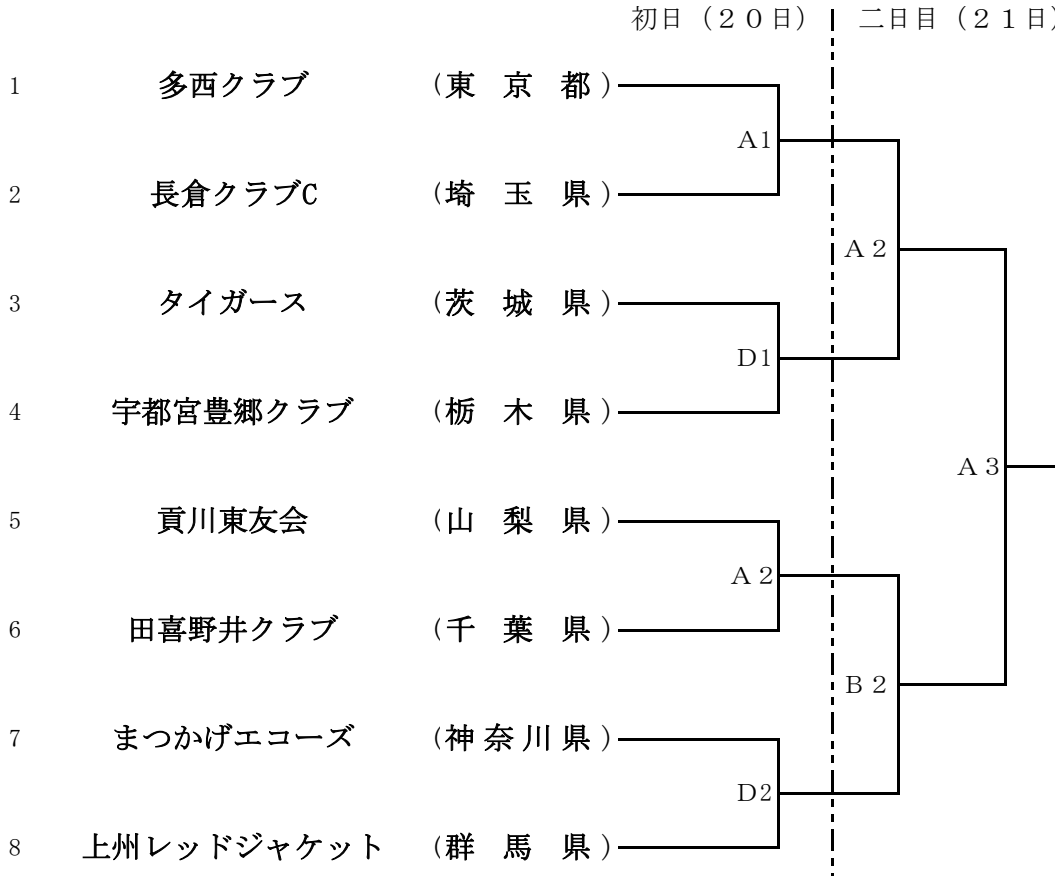 初日（２０日） 二日目（２１日）
1 多西クラブ （東京都）
A1
2 長倉クラブC （埼玉県）
A２
3 タイガース （茨城県）
D1
4 宇都宮豊郷クラブ （栃木県）
A３
5 貢川東友会 （山梨県）
A２
6 田喜野井クラブ （千葉県）
B２
7 まつかげエコーズ （神奈川県）
D2
8 上州レッドジャケット （群馬県）